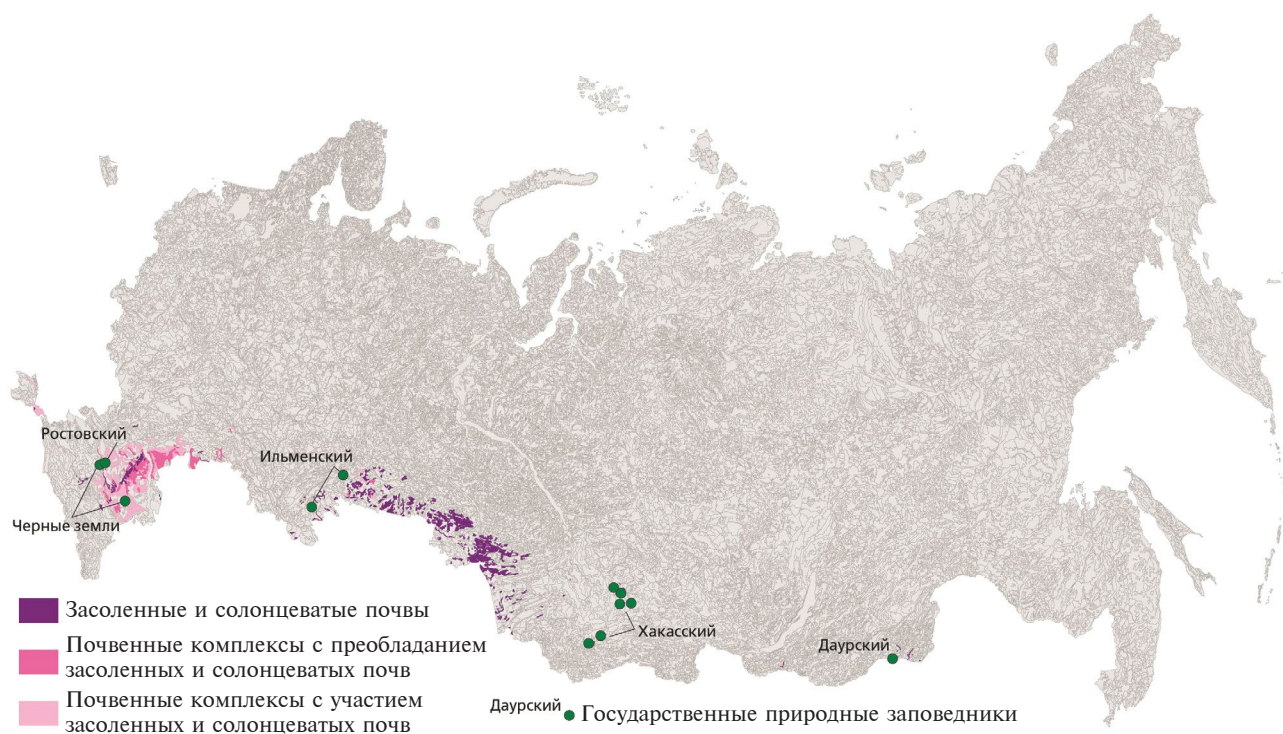 Ростовский
Ильменский
Черные земли
Хакасский
Даурский
Засоленные и солонцеватые почвы
Почвенные комплексы с преобладанием
засоленных и солонцеватых почв
Почвенные комплексы с участием
засоленных и солонцеватых почв
Даурский Государственные природные заповедники